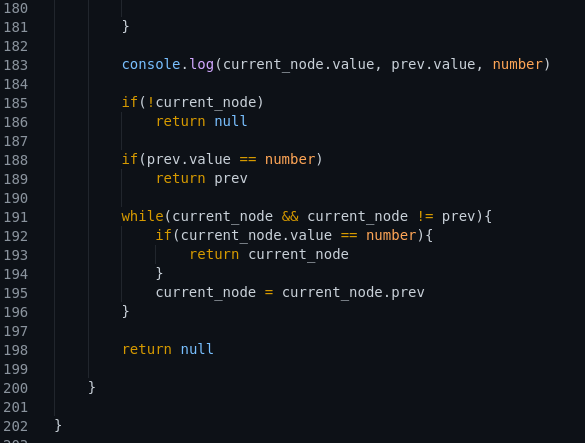 180
181 }
182
183 console.log(current_node.value, prev.value, number)
184
185 if(!current_node)
186 return null
187
188 if(prev.value == number)
189 return prev
190
191 while(current_node && current_node != prev){
192 if(current_node.value == number){
193 return current_node
194 }
195 current_node = current_node.prev
196 }
197
198 return null
199
200 }
201
202 }